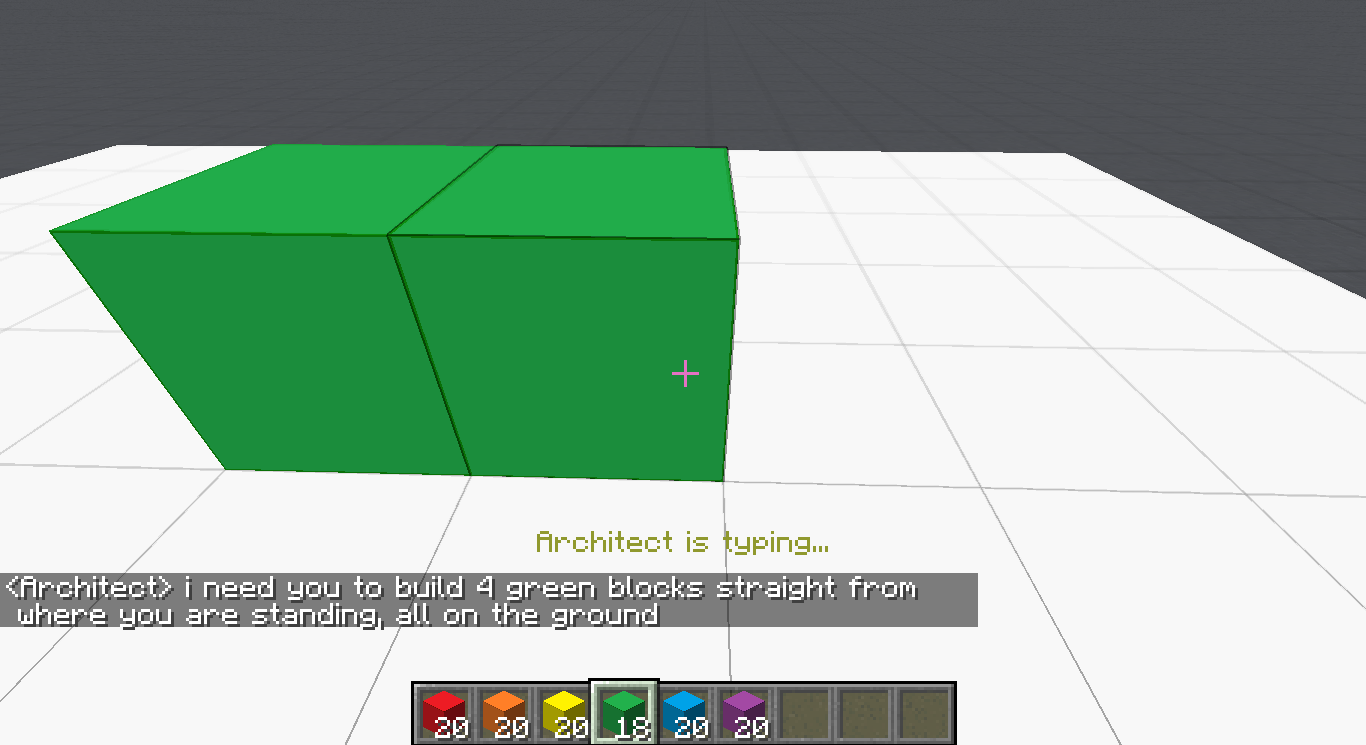 Architect is typing...
<Architect> i need you to build 4 green blocks straight from
where you are standing, all on the ground
20 20 20 18 20 20